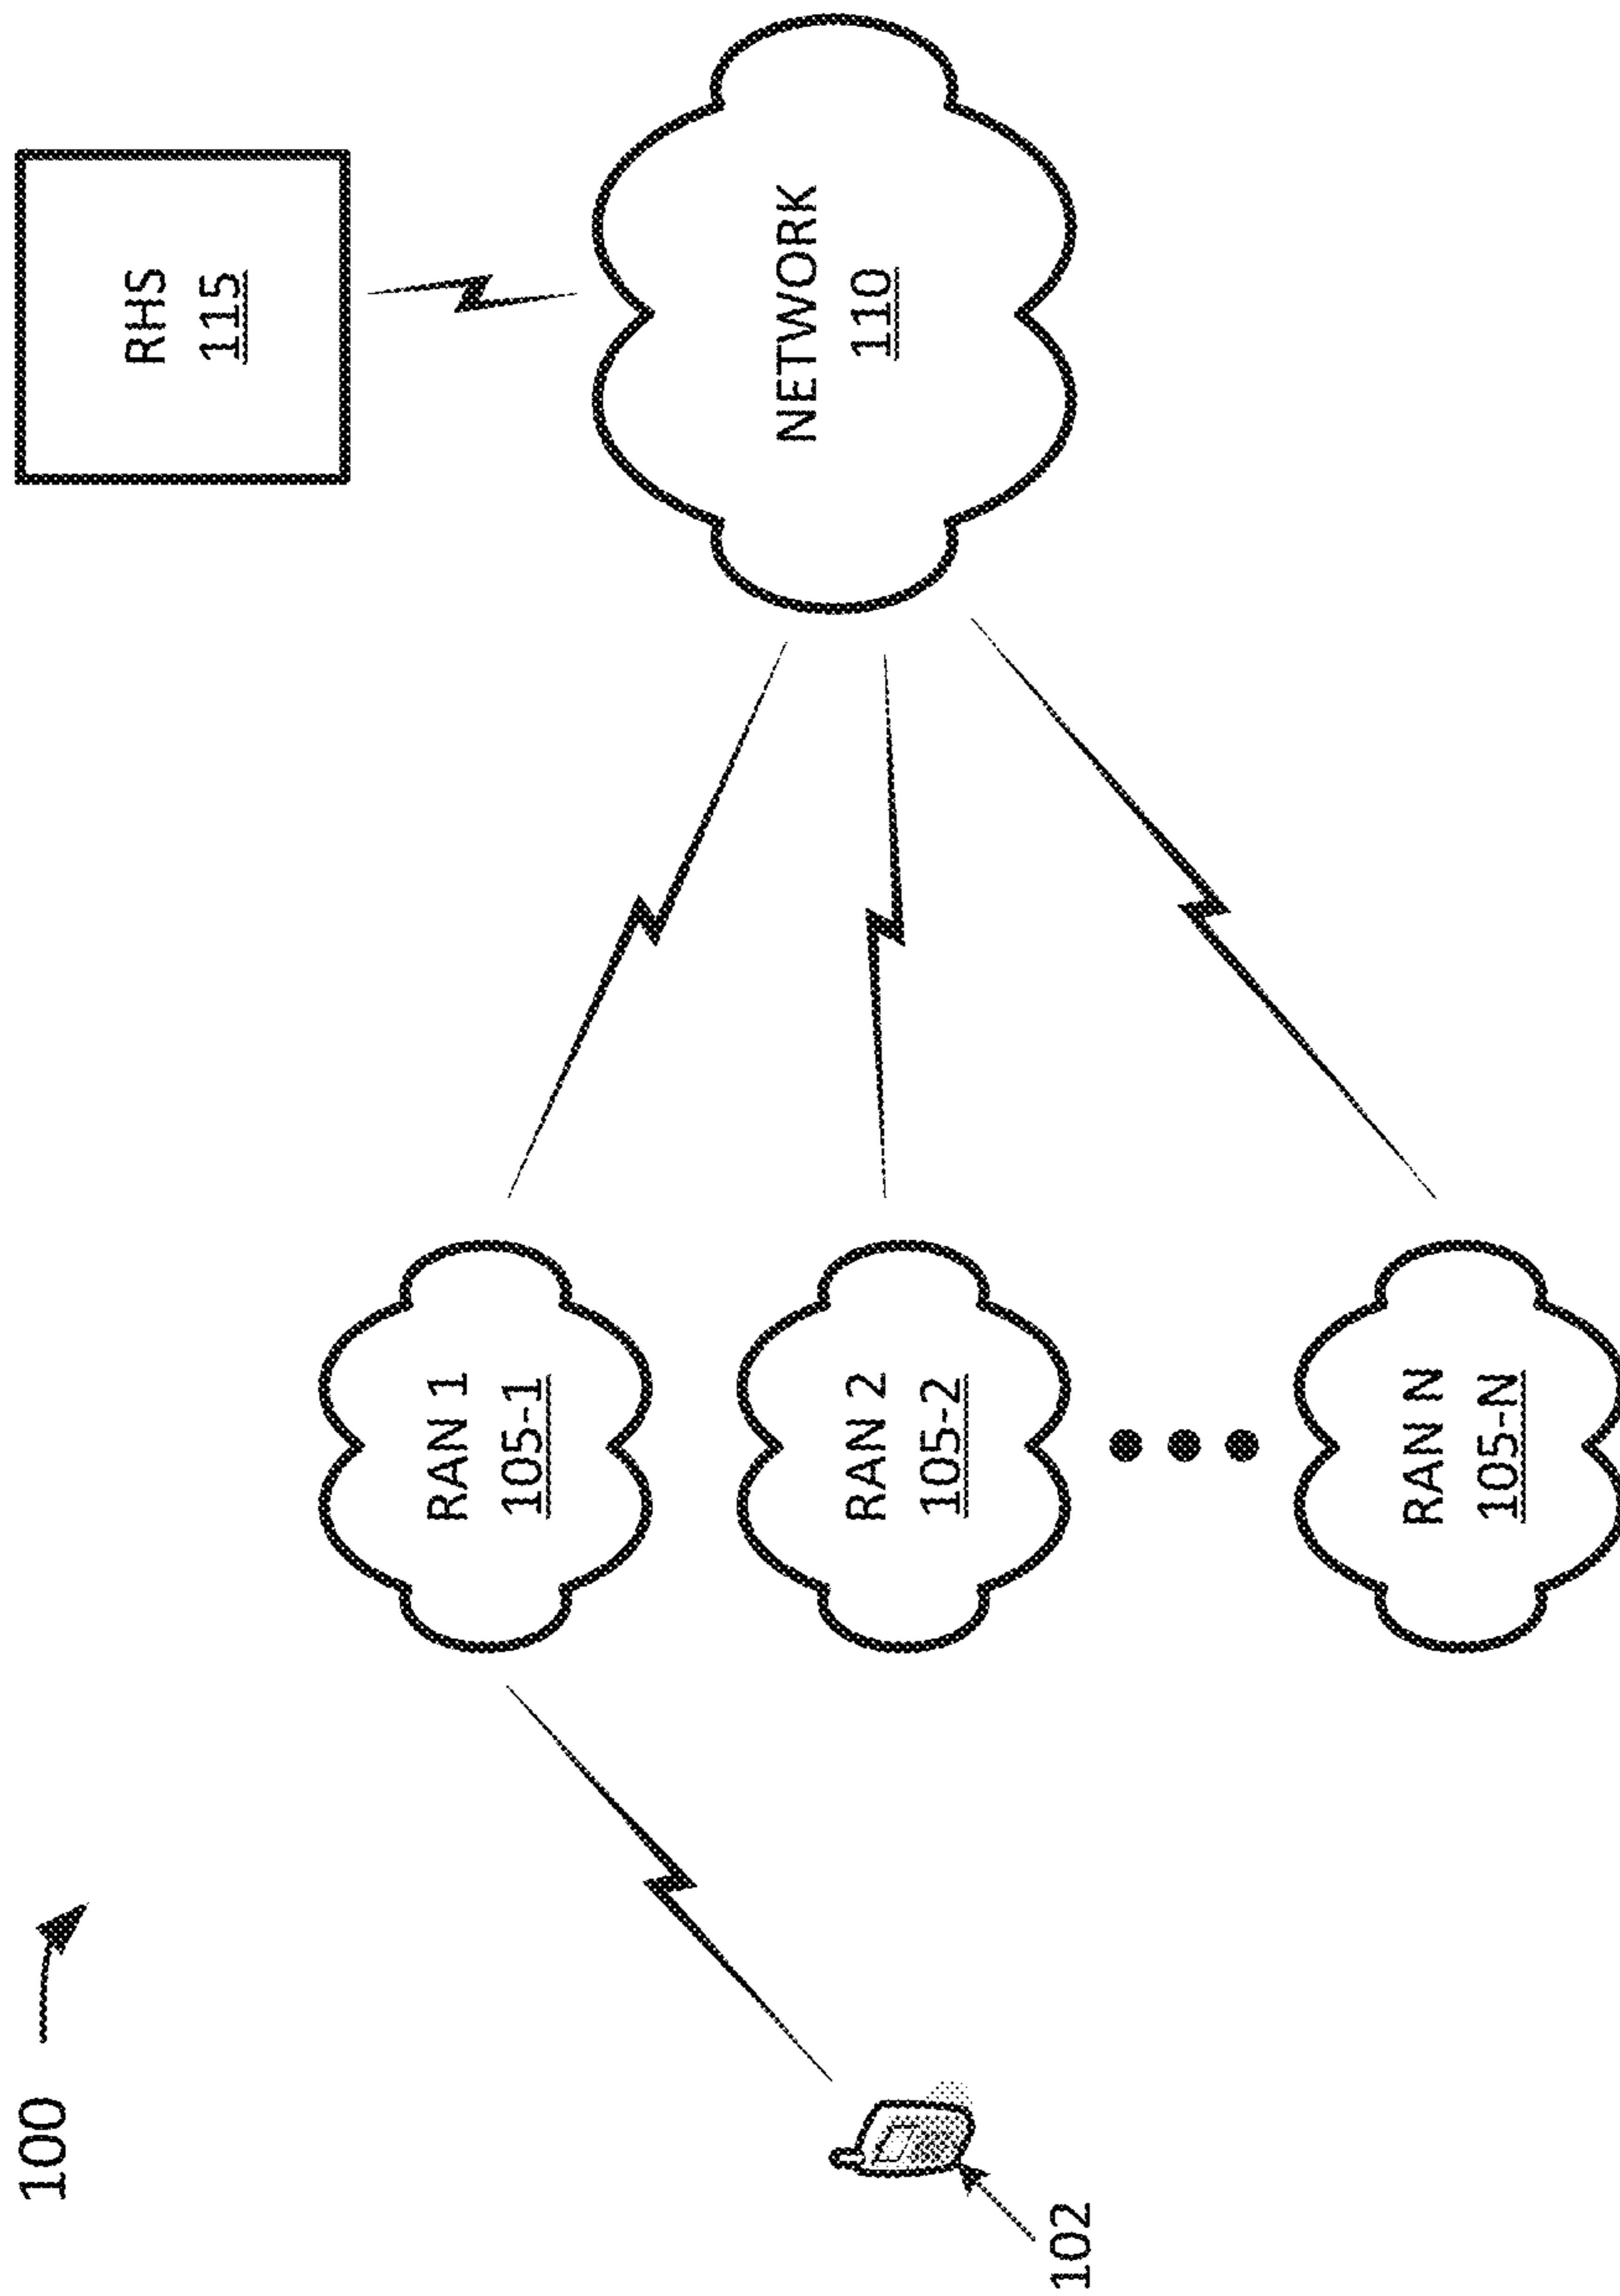 100
RHS
115
RAN 1
105-1
NETWORK
110
RAN 2
105-2
102
RAN N
105-N